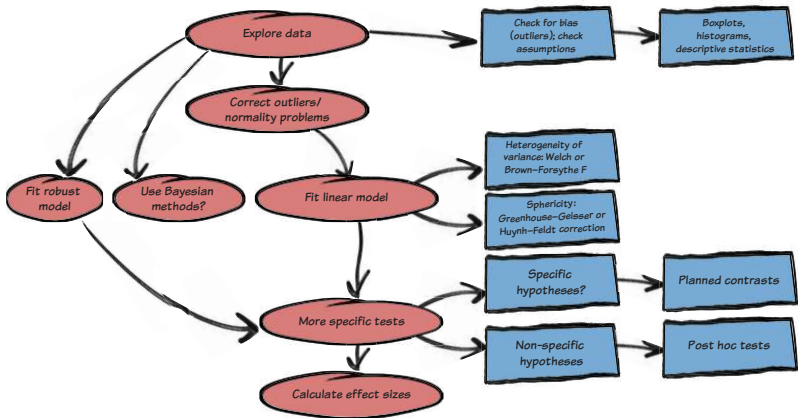 Explore data
Check for bias
(outliers); check
assumptions
Boxplots,
histograms,
descriptive statistics
Correct outliers/
normality problems
Heterogeneity of
variance: Welch or
Brown–Forsythe F
Fit robust
model
Use Bayesian
methods?
Fit linear model
Sphericity:
Greenhouse–Geisser or
Huynh–Feldt correction
Specific
hypotheses?
Planned contrasts
More specific tests
Non-specific
hypotheses
Post hoc tests
Calculate effect sizes